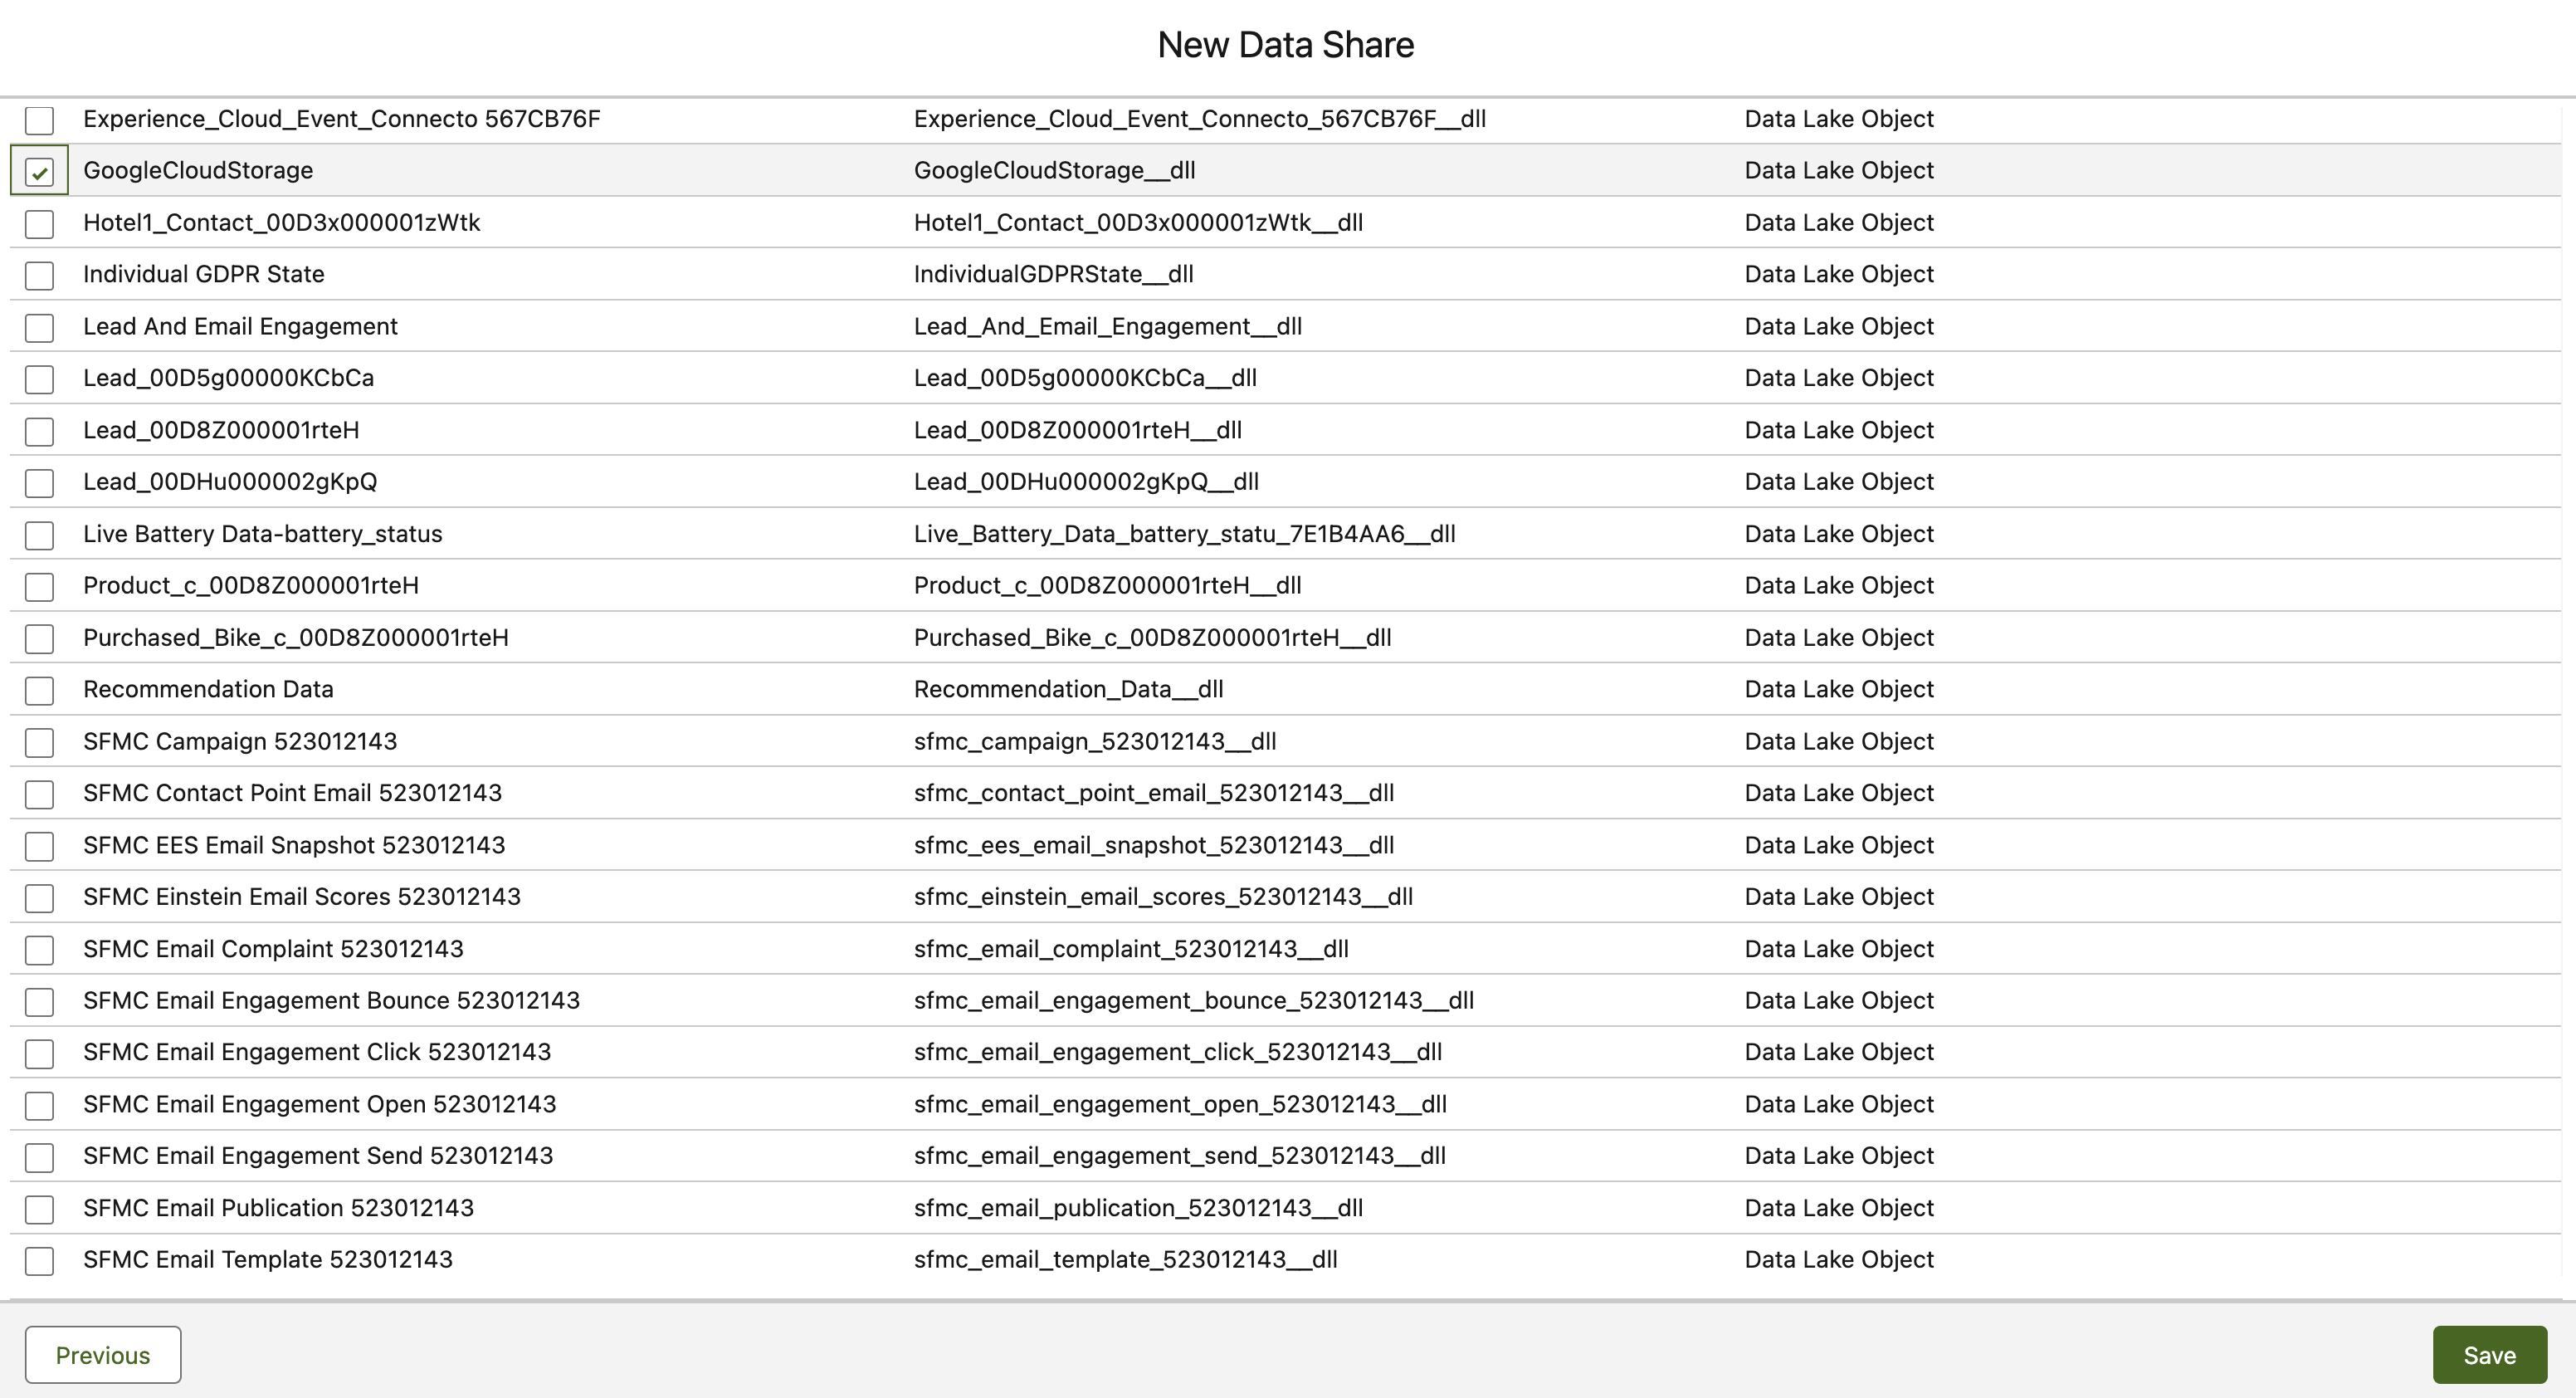 New Data Share
Experience_Cloud_Event_Connecto 567CB76F Experience_Cloud_Event_Connecto_567CB76F__dll Data Lake Object
GoogleCloudStorage GoogleCloudStorage__dll Data Lake Object
Hotel1_Contact_00D3x000001zWtk Hotel1_Contact_00D3x000001zWtk__dll Data Lake Object
Individual GDPR State IndividualGDPRState__dll Data Lake Object
Lead And Email Engagement Lead_And_Email_Engagement__dll Data Lake Object
Lead_00D5g00000KCbCa Lead_00D5g00000KCbCa__dll Data Lake Object
Lead_00D8Z000001rteH Lead_00D8Z000001rteH__dll Data Lake Object
Lead_00DHu000002gKpQ Lead_00DHu000002gKpQ__dll Data Lake Object
Live Battery Data-battery_status Live_Battery_Data_battery_statu_7E1B4AA6__dll Data Lake Object
Product_c_00D8Z000001rteH Product_c_00D8Z000001rteH__dll Data Lake Object
Purchased_Bike_c_00D8Z000001rteH Purchased_Bike_c_00D8Z000001rteH__dll Data Lake Object
Recommendation Data Recommendation_Data__dll Data Lake Object
SFMC Campaign 523012143 sfmc_campaign_523012143__dll Data Lake Object
SFMC Contact Point Email 523012143 sfmc_contact_point_email_523012143__dll Data Lake Object
SFMC EES Email Snapshot 523012143 sfmc_ees_email_snapshot_523012143__dll Data Lake Object
SFMC Einstein Email Scores 523012143 sfmc_einstein_email_scores_523012143__dll Data Lake Object
SFMC Email Complaint 523012143 sfmc_email_complaint_523012143__dll Data Lake Object
SFMC Email Engagement Bounce 523012143 sfmc_email_engagement_bounce_523012143__dll Data Lake Object
SFMC Email Engagement Click 523012143 sfmc_email_engagement_click_523012143__dll Data Lake Object
SFMC Email Engagement Open 523012143 sfmc_email_engagement_open_523012143__dll Data Lake Object
SFMC Email Engagement Send 523012143 sfmc_email_engagement_send_523012143__dll Data Lake Object
SFMC Email Publication 523012143 sfmc_email_publication_523012143__dll Data Lake Object
SFMC Email Template 523012143 sfmc_email_template_523012143__dll Data Lake Object
Previous Save